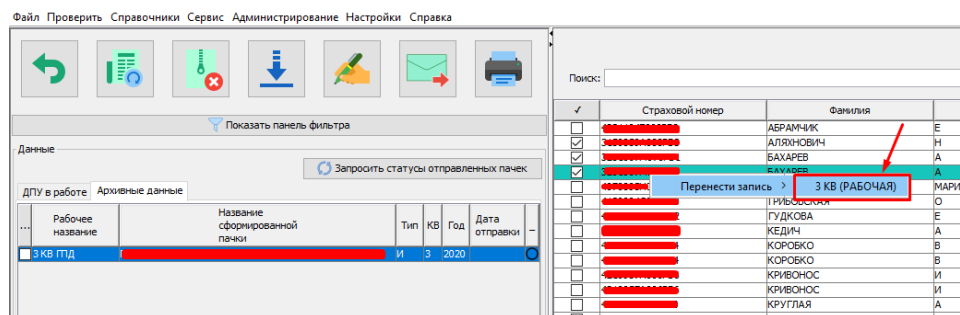 Файл Проверить Справочники Сервис Администрирование Настройки Справка
Показать панель фильтра
Данные
Запросить статусы отправленных пачек
ДПУ в работе Архивные данные
... Рабочее название Название сформированной пачки Тип КВ Год Дата отправки –
3 КВ ГПД И 3 2020
Поиск:
✓ Страховой номер Фамилия
АБРАМЧИК Е
АЛЯХНОВИЧ Н
БАХАРЕВ А
БАХАРЕВ А
Перенести запись > 3 КВ (РАБОЧАЯ) МАРИ
ГРИБОВСКАЯ О
ГУДКОВА Е
КЕДИЧ А
КОРОБКО В
КОРОБКО В
КРИВОНОС И
КРИВОНОС И
КРУГЛАЯ А